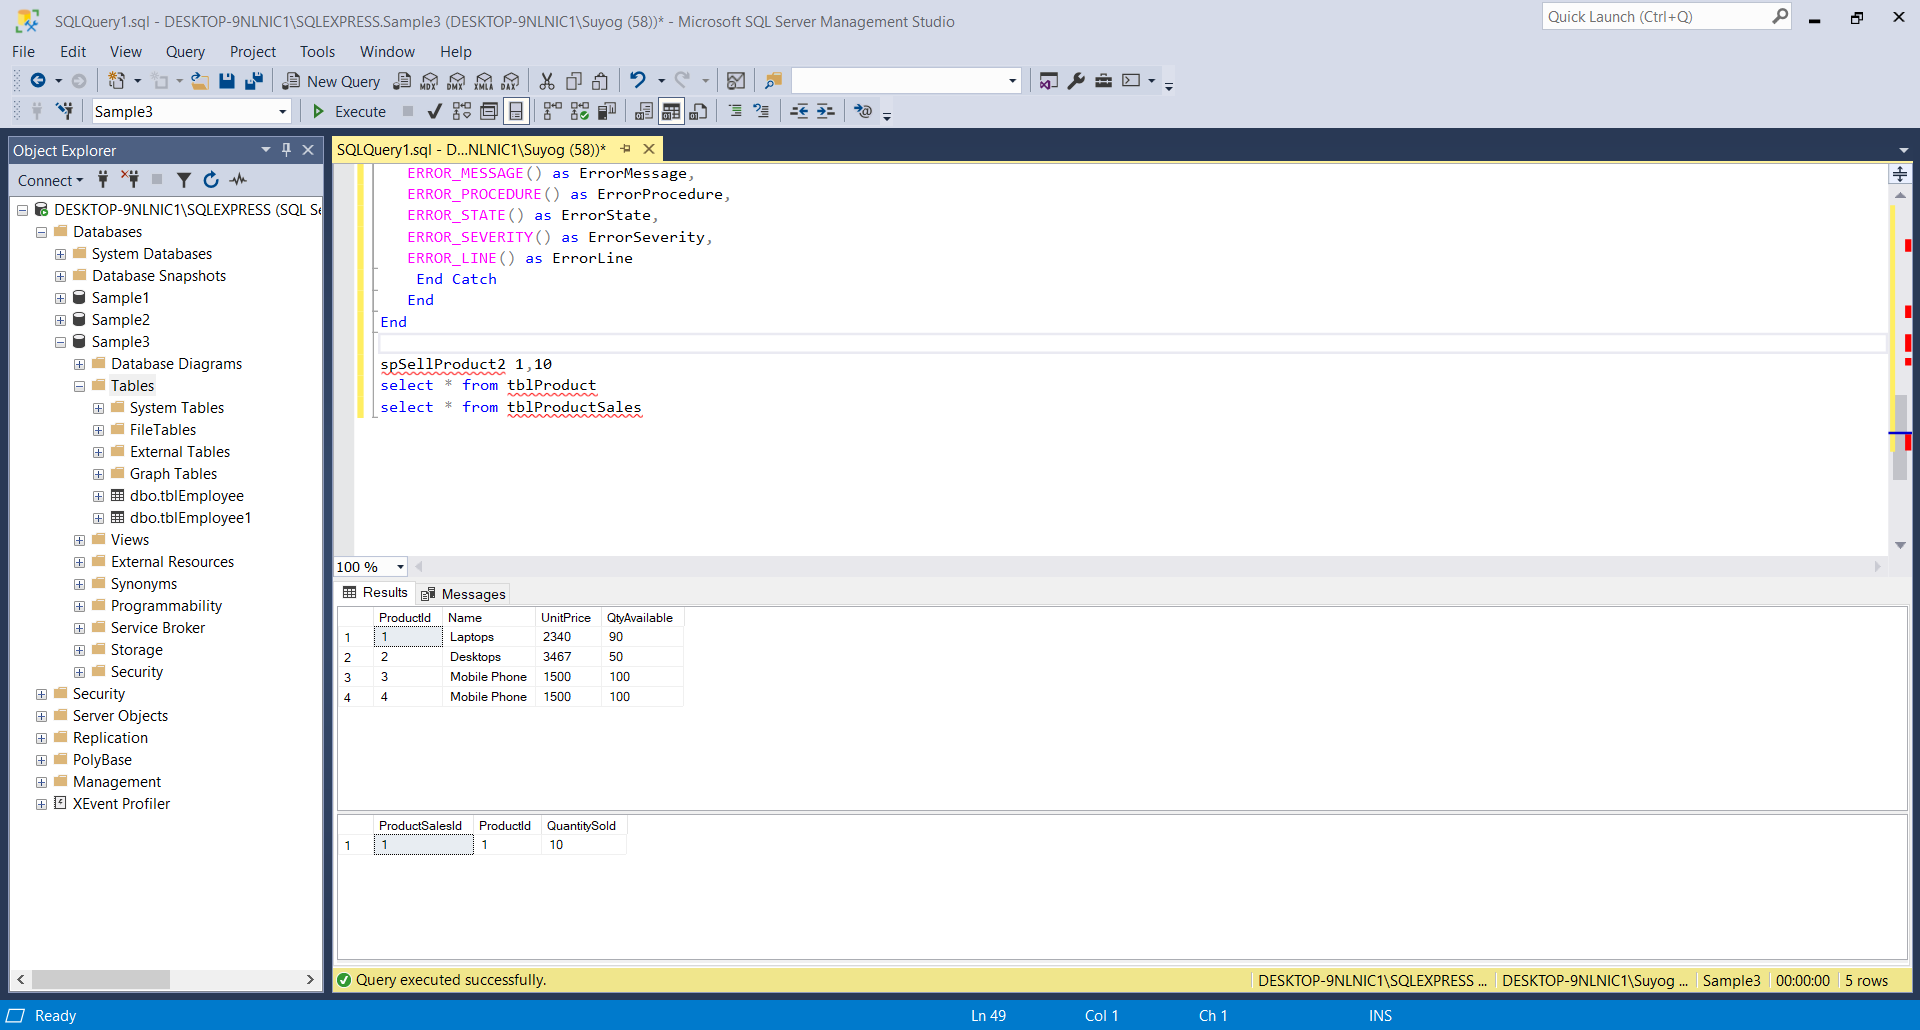 SQLQuery1.sql - DESKTOP-9NLNIC1\SQLEXPRESS.Sample3 (DESKTOP-9NLNIC1\Suyog (58))* - Microsoft SQL Server Management Studio
Quick Launch (Ctrl+Q)
File Edit View Query Project Tools Window Help
New Query MDX DMX XMLA DAX
Sample3 Execute
Object Explorer
Connect
DESKTOP-9NLNIC1\SQLEXPRESS (SQL Se
Databases
System Databases
Database Snapshots
Sample1
Sample2
Sample3
Database Diagrams
Tables
System Tables
FileTables
External Tables
Graph Tables
dbo.tblEmployee
dbo.tblEmployee1
Views
External Resources
Synonyms
Programmability
Service Broker
Storage
Security
Security
Server Objects
Replication
PolyBase
Management
XEvent Profiler
SQLQuery1.sql - D...NLNIC1\Suyog (58))*
ERROR_MESSAGE() as ErrorMessage,
ERROR_PROCEDURE() as ErrorProcedure,
ERROR_STATE() as ErrorState,
ERROR_SEVERITY() as ErrorSeverity,
ERROR_LINE() as ErrorLine
End Catch
End
End
spSellProduct2 1,10
select * from tblProduct
select * from tblProductSales
100 %
Results Messages
ProductId Name UnitPrice QtyAvailable
1 1 Laptops 2340 90
2 2 Desktops 3467 50
3 3 Mobile Phone 1500 100
4 4 Mobile Phone 1500 100
ProductSalesId ProductId QuantitySold
1 1 1 10
Query executed successfully.
DESKTOP-9NLNIC1\SQLEXPRESS ... DESKTOP-9NLNIC1\Suyog ... Sample3 00:00:00 5 rows
Ready Ln 49 Col 1 Ch 1 INS